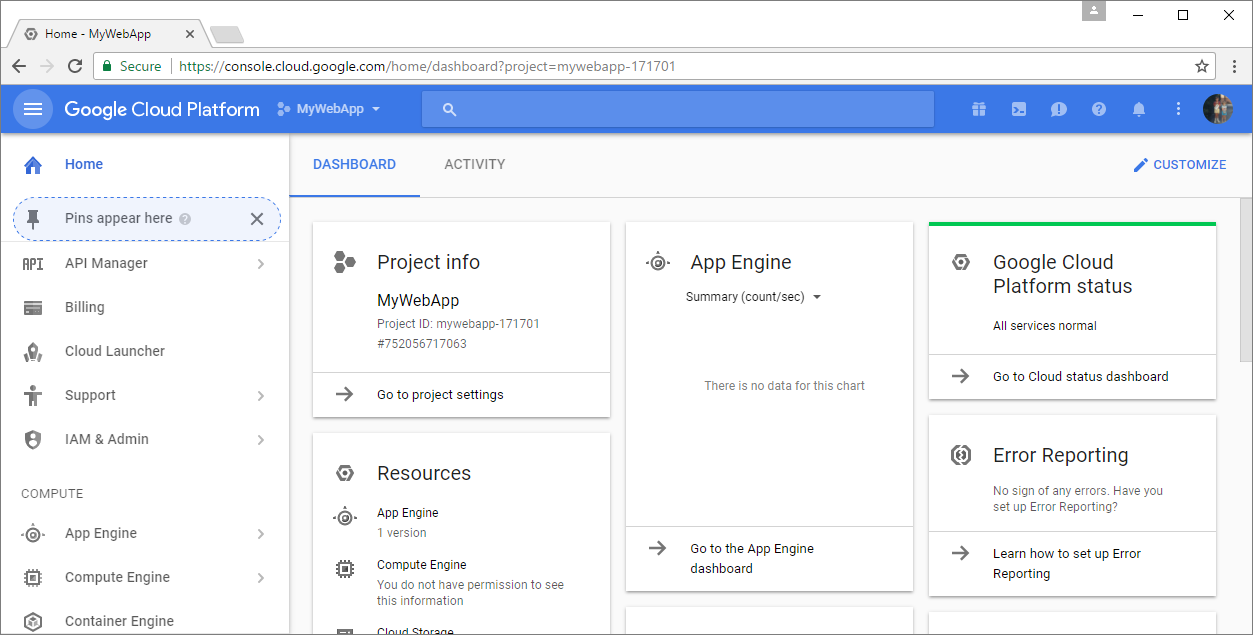 Home - MyWebApp
Secure
https://console.cloud.google.com/home/dashboard?project=mywebapp-171701
Google Cloud Platform
MyWebApp
Home
Pins appear here
API Manager
Billing
Cloud Launcher
Support
IAM & Admin
COMPUTE
App Engine
Compute Engine
Container Engine
DASHBOARD
ACTIVITY
CUSTOMIZE
Project info
MyWebApp
Project ID: mywebapp-171701
#752056717063
Go to project settings
Resources
App Engine
1 version
Compute Engine
You do not have permission to see
this information
Cloud Storage
App Engine
Summary (count/sec)
There is no data for this chart
Go to the App Engine
dashboard
Google Cloud
Platform status
All services normal
Go to Cloud status dashboard
Error Reporting
No sign of any errors. Have you
set up Error Reporting?
Learn how to set up Error
Reporting